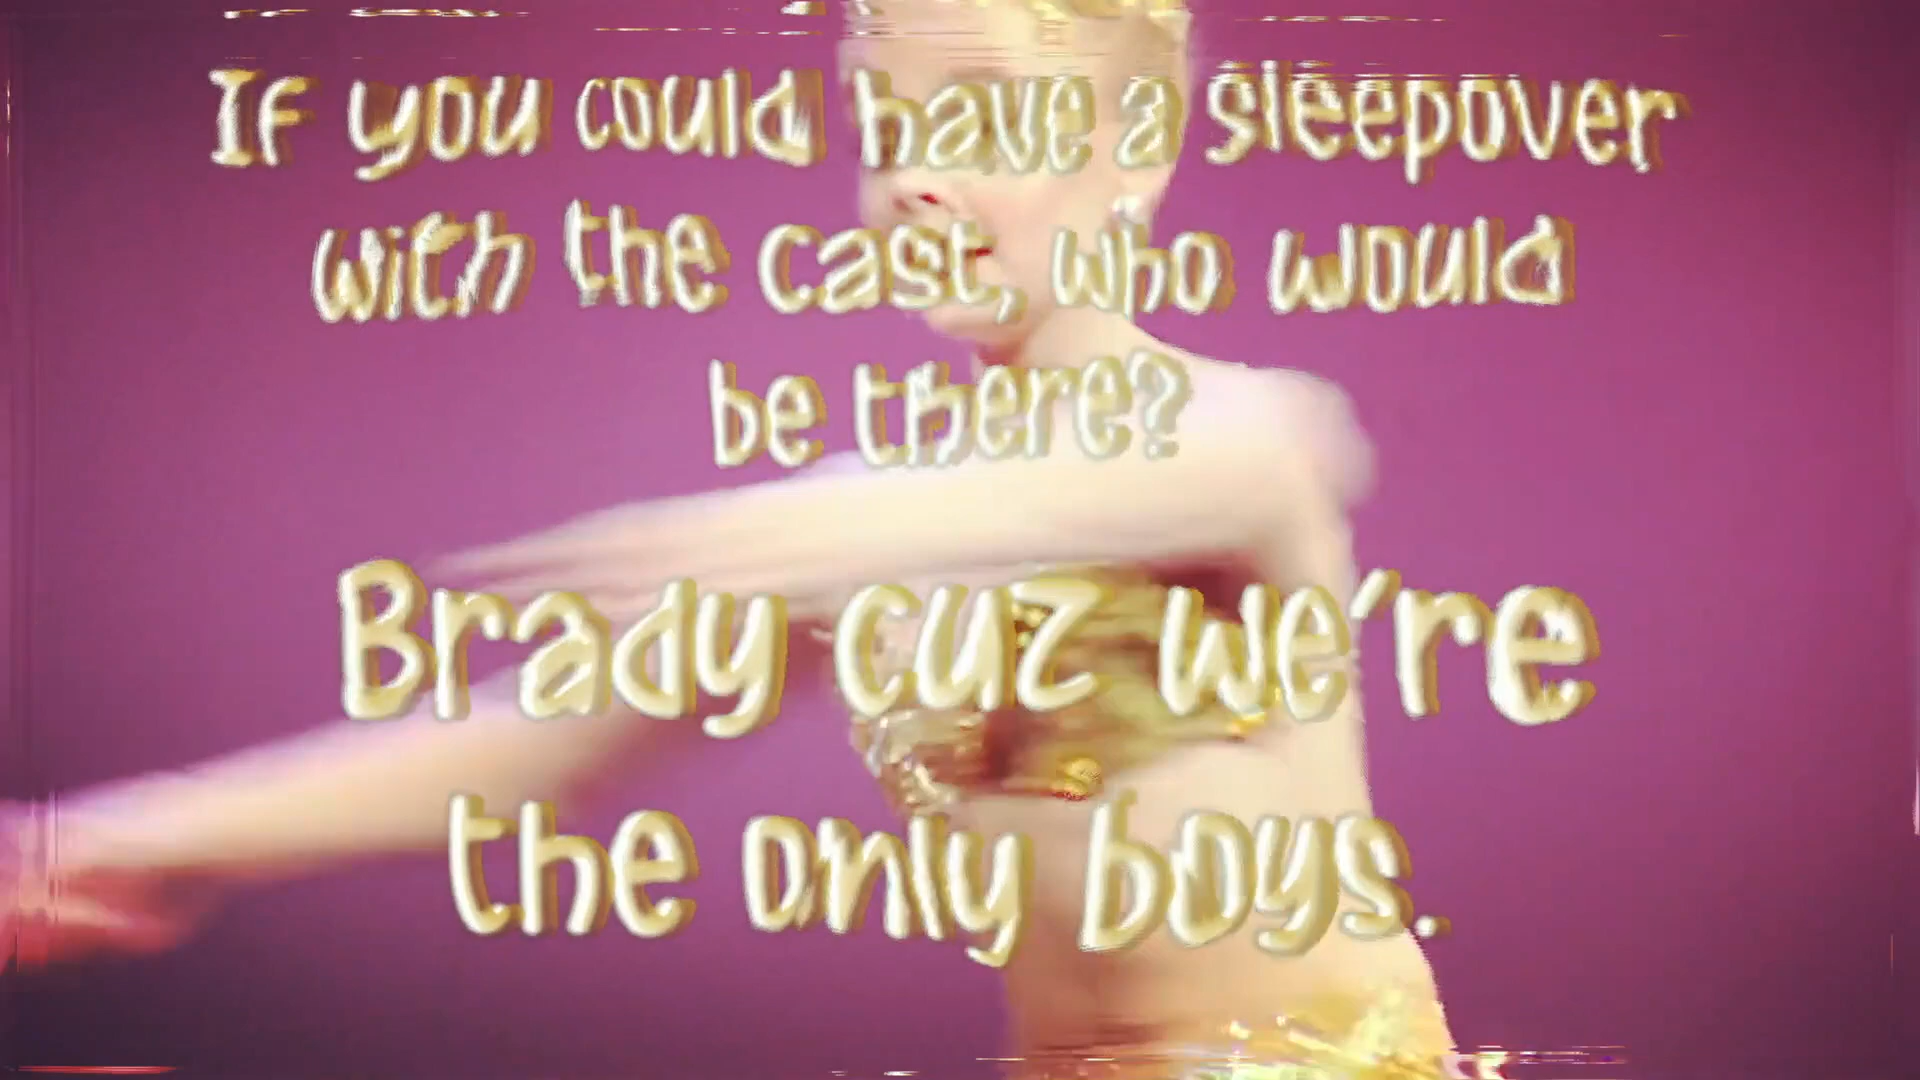 If you could have a sleepover
with the cast, who would
be there?
Brady cuz we're
the only boys.